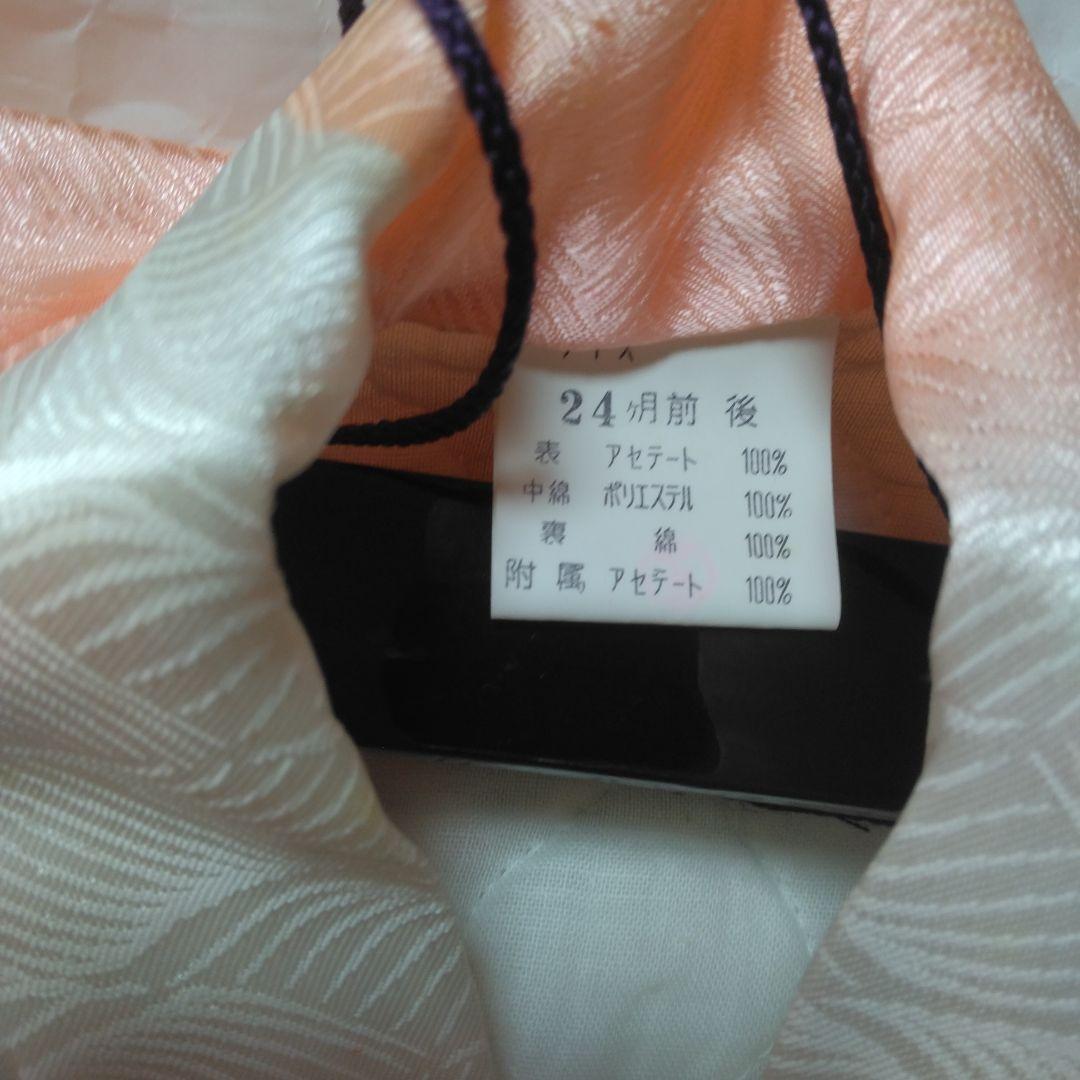 24ヶ月前 後
表 アセテート 100%
中綿 ポリエステル 100%
裏 綿 100%
附属 アセテート 100%